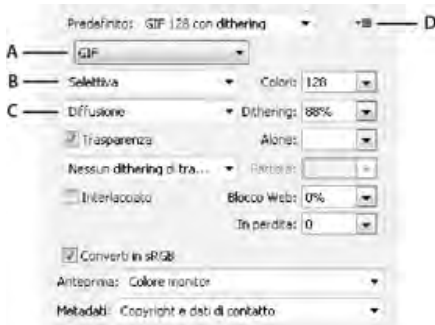 Predefinito: GIF 128 con dithering D
A GIF
B Selettiva Colori: 128
C Diffusione Dithering: 88%
Trasparenza Alone:
Nessun dithering di tra...
Interlacciato Blocco Web: 0%
In perdita: 0
Converti in sRGB
Anteprima: Colore monitor
Metadati: Copyright e dati di contatto